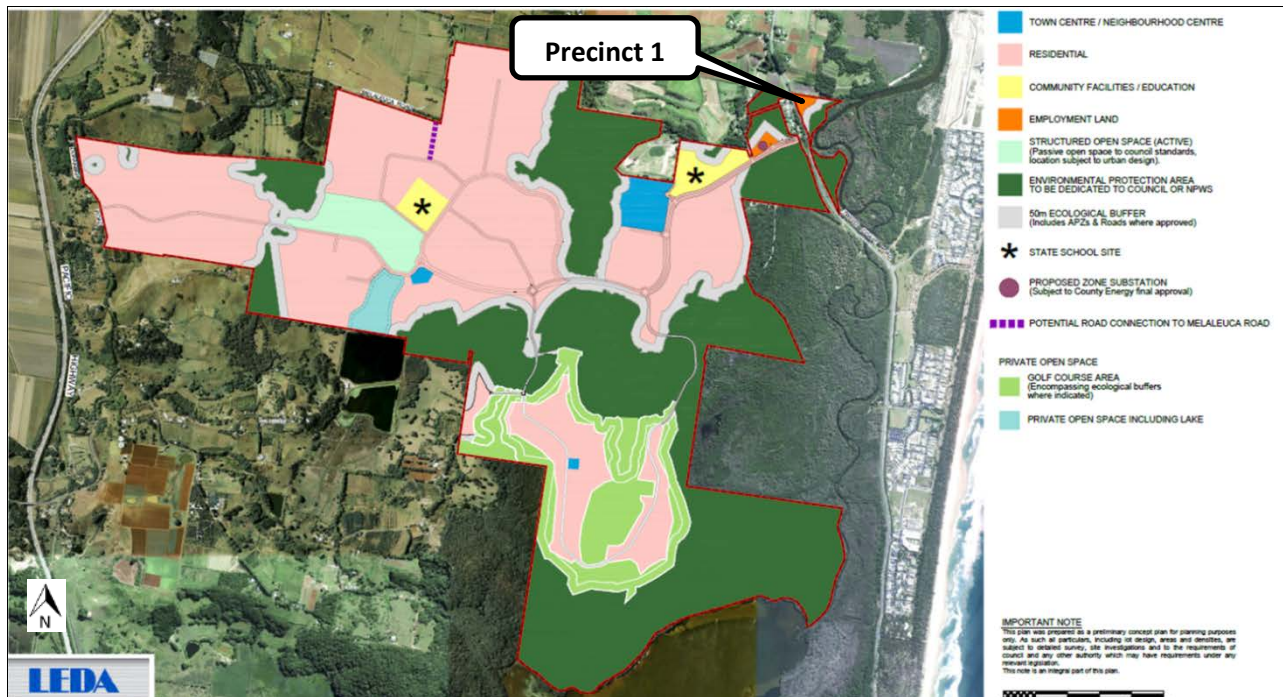 Precinct 1
TOWN CENTRE / NEIGHBOURHOOD CENTRE
RESIDENTIAL
COMMUNITY FACILITIES / EDUCATION
EMPLOYMENT LAND
STRUCTURED OPEN SPACE (ACTIVE)
(Passive open space to council standards,
location subject to urban design).
ENVIRONMENTAL PROTECTION AREA
TO BE DEDICATED TO COUNCIL OR NPWS
50m ECOLOGICAL BUFFER
(Includes APZs & Roads where approved)
* STATE SCHOOL SITE
PROPOSED ZONE SUBSTATION
(Subject to County Energy final approval)
POTENTIAL ROAD CONNECTION TO MELALEUCA ROAD
PRIVATE OPEN SPACE
GOLF COURSE AREA
(Encompassing ecological buffers
where indicated)
PRIVATE OPEN SPACE INCLUDING LAKE
*
*
PACIFIC
HIGHWAY
N
LEDA
IMPORTANT NOTE
This plan was prepared as a preliminary concept plan for planning purposes
only. As such all particulars, including lot design, areas and densities, are
subject to detailed survey, site investigations and to the requirements of
council and any other authority which may have requirements under any
relevant legislation.
This note is an integral part of this plan.